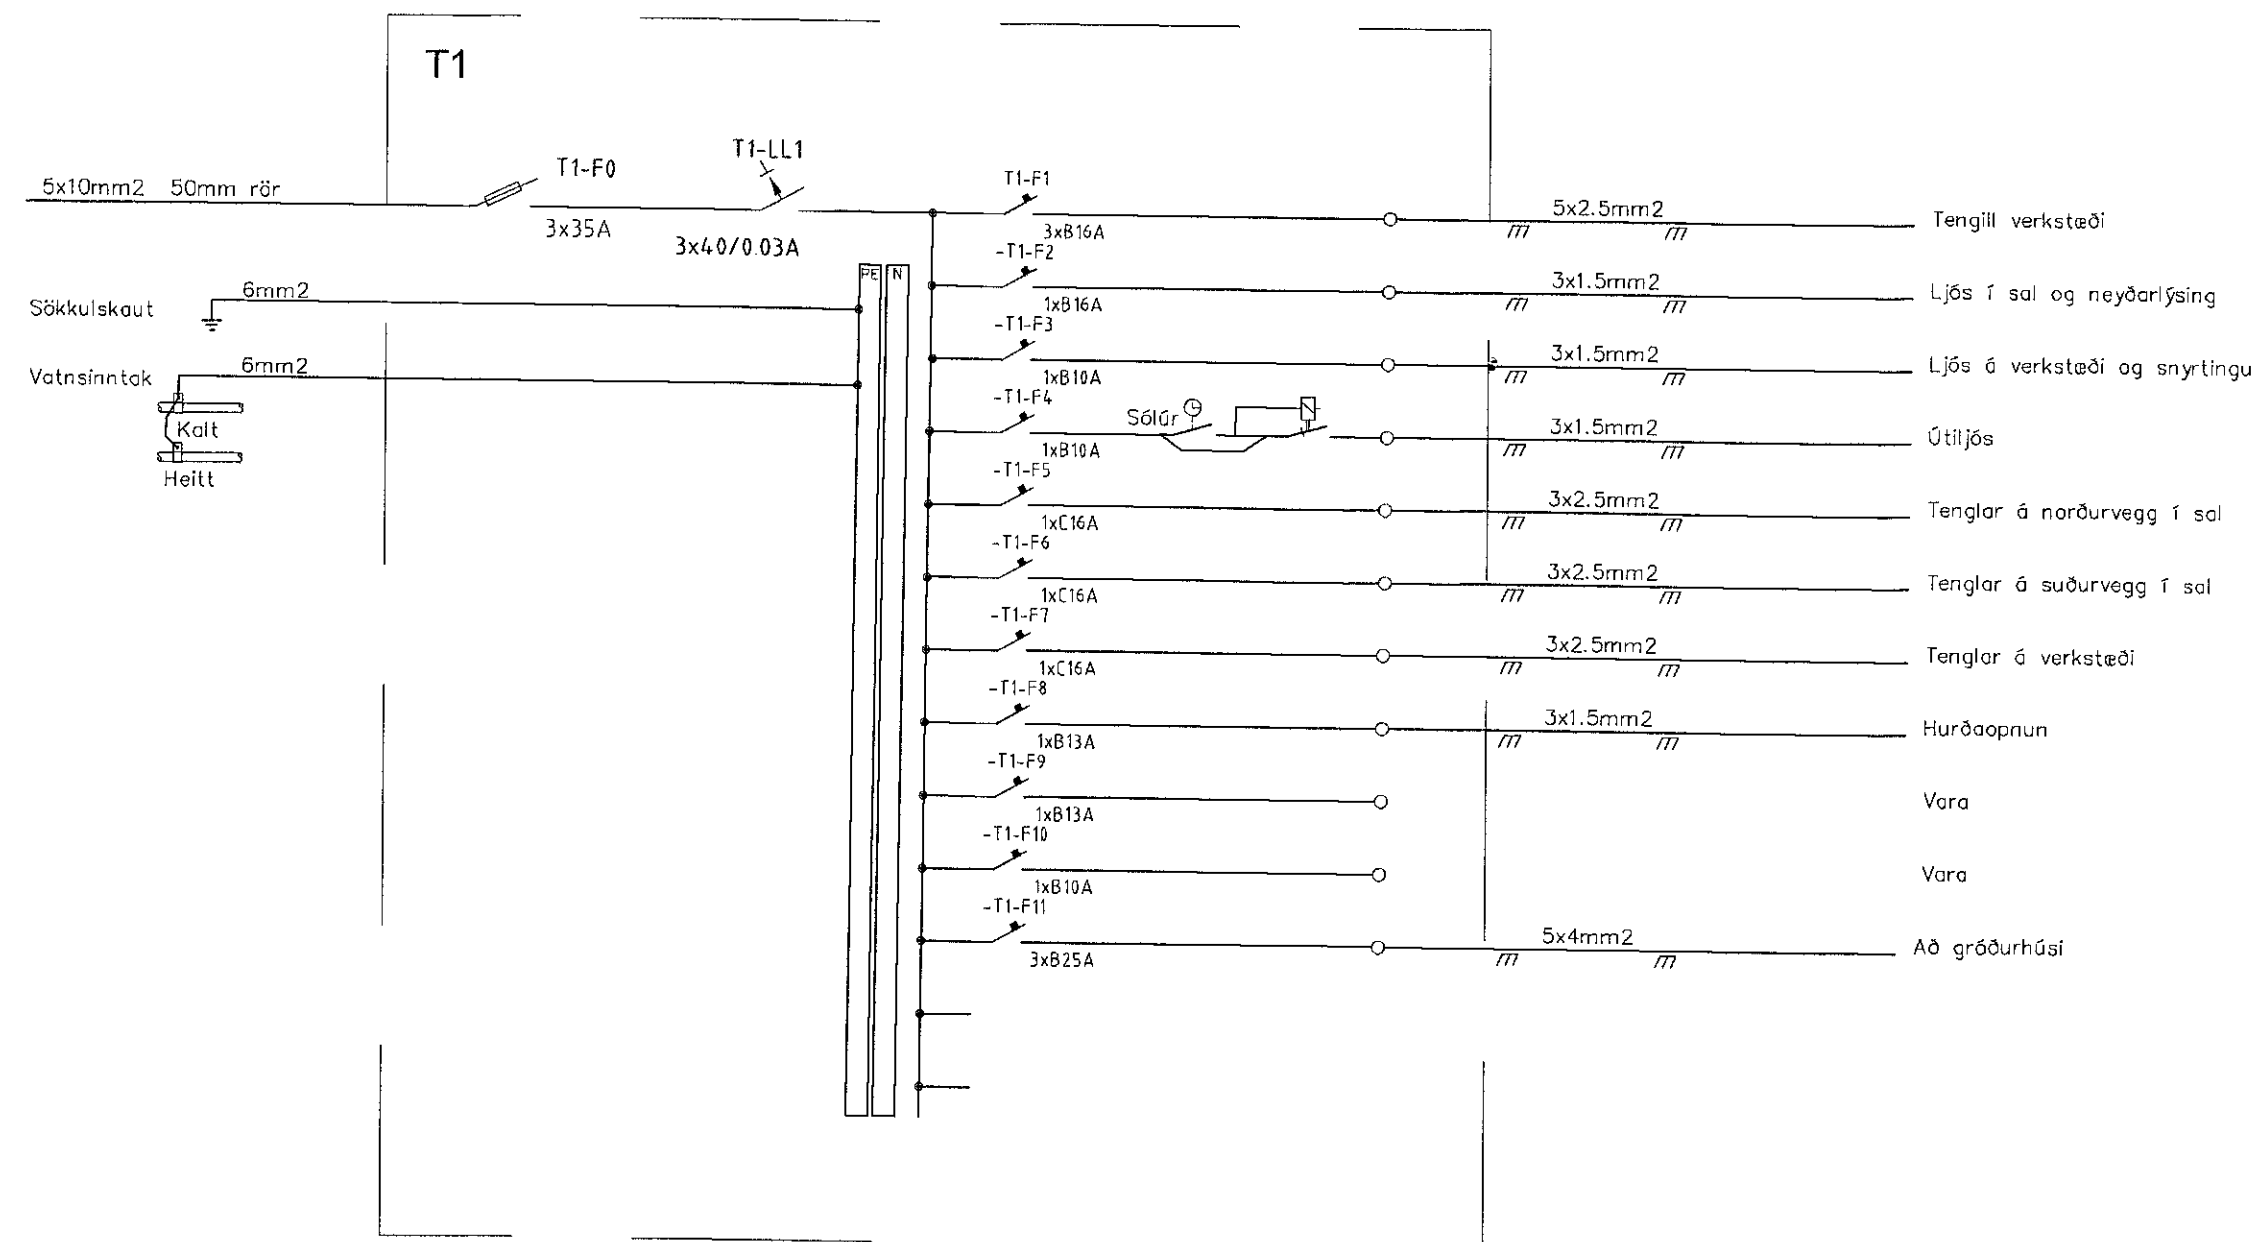 T1
T1-F0
T1-LL1
5x10mm2 50mm rör
3x35A
3x40/0.03A
T1-F1
3xB16A
5x2.5mm2
Tengill verkstæði
PE N
-T1-F2
1xB16A
3x1.5mm2
Ljós í sal og neyðarlýsing
Sökkulskaut
6mm2
-T1-F3
1xB10A
3x1.5mm2
Ljós á verkstæði og snyrtingu
Vatnsinntak
6mm2
Kalt
Heitt
-T1-F4
1xB10A
Sólúr
3x1.5mm2
Útiljós
-T1-F5
1xC16A
3x2.5mm2
Tenglar á norðurvegg í sal
-T1-F6
1xC16A
3x2.5mm2
Tenglar á suðurvegg í sal
-T1-F7
1xC16A
3x2.5mm2
Tenglar á verkstæði
-T1-F8
1xB13A
3x1.5mm2
Hurðaopnun
-T1-F9
1xB13A
Vara
-T1-F10
1xB10A
Vara
-T1-F11
3xB25A
5x4mm2
Að gróðurhúsi